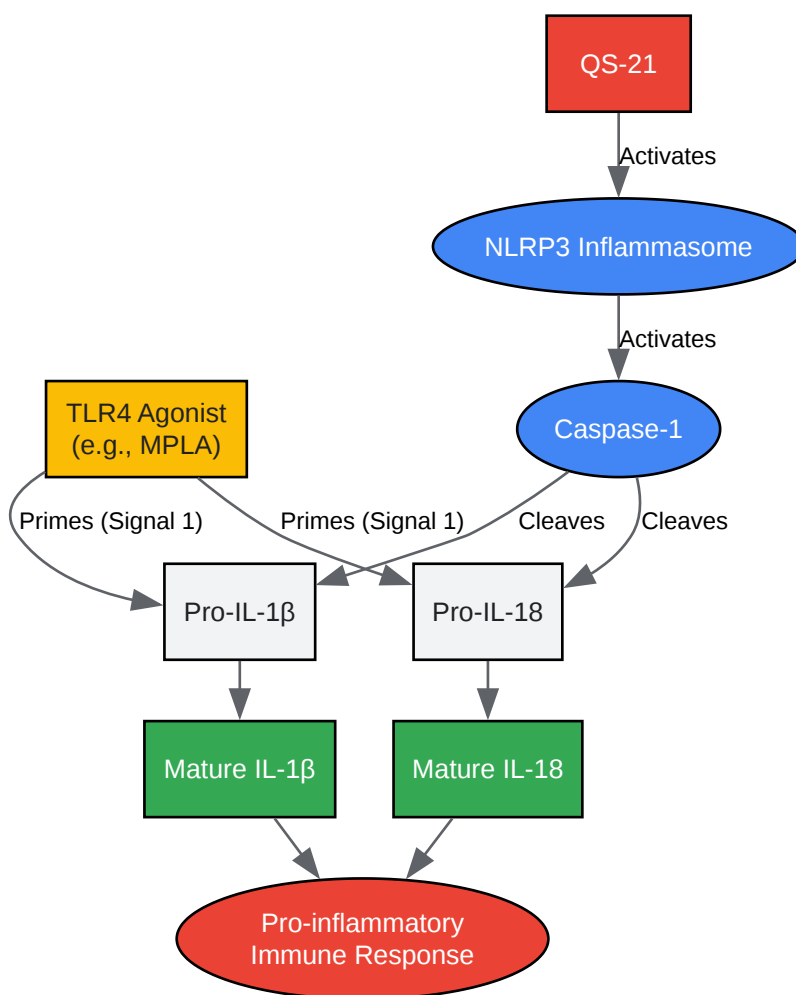 QS-21
Activates
NLRP3 Inflammasome
Activates
TLR4 Agonist
(e.g., MPLA)
Caspase-1
Primes (Signal 1)
Primes (Signal 1)
Cleaves
Cleaves
Pro-IL-1β
Pro-IL-18
Mature IL-1β
Mature IL-18
Pro-inflammatory
Immune Response